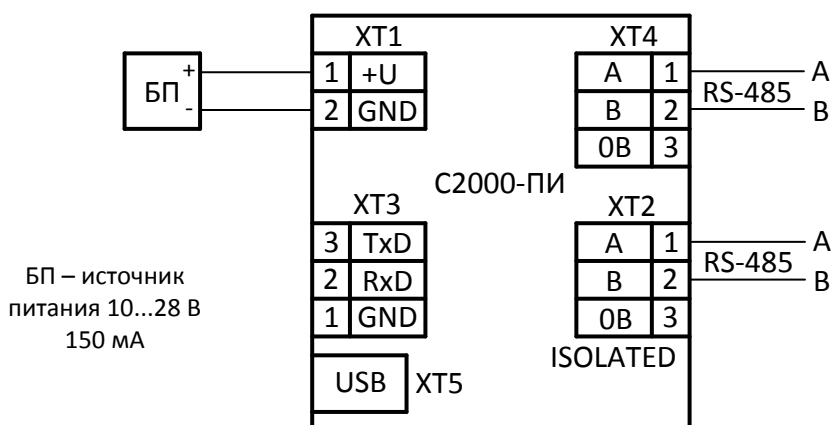 XT1
XT4
+
БП
-
1 +U
2 GND
A 1
B 2
0B 3
RS-485
A
B
С2000-ПИ
XT3
XT2
3 TxD
2 RxD
1 GND
A 1
B 2
0B 3
RS-485
A
B
БП – источник
питания 10...28 В
150 мА
ISOLATED
USB
XT5